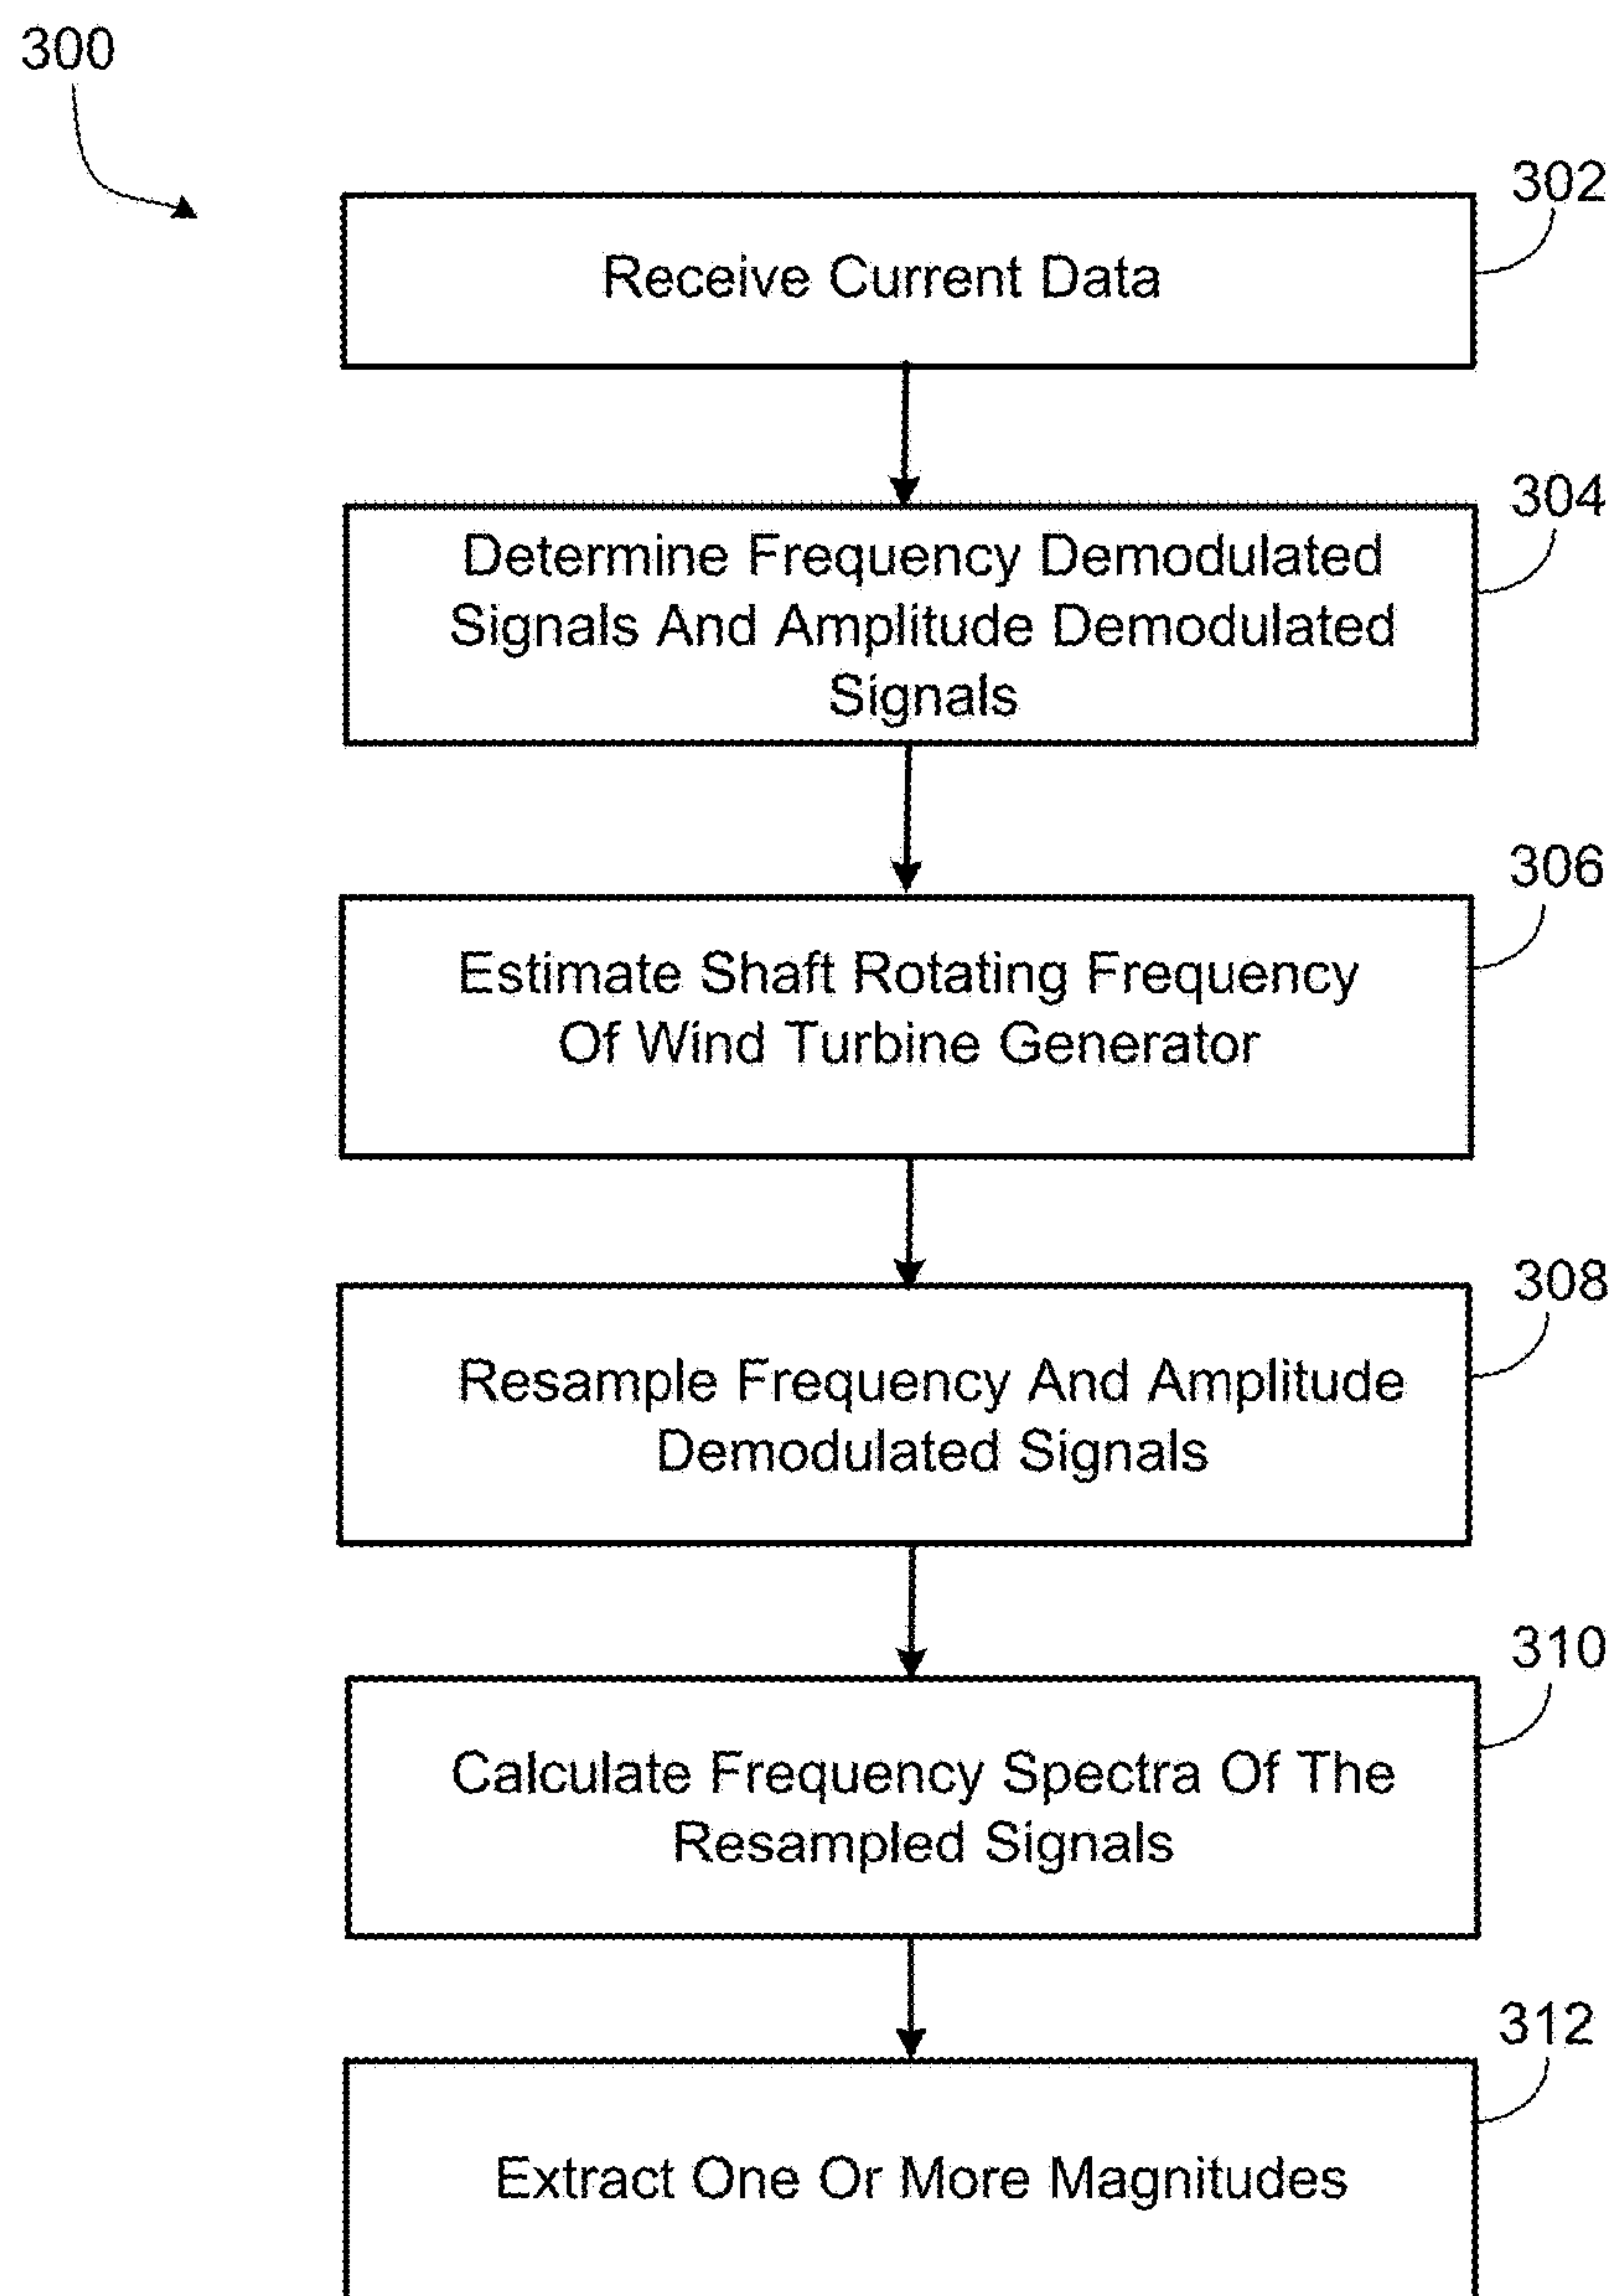 300
302
Receive Current Data
304
Determine Frequency Demodulated
Signals And Amplitude Demodulated
Signals
306
Estimate Shaft Rotating Frequency
Of Wind Turbine Generator
308
Resample Frequency And Amplitude
Demodulated Signals
310
Calculate Frequency Spectra Of The
Resampled Signals
312
Extract One Or More Magnitudes